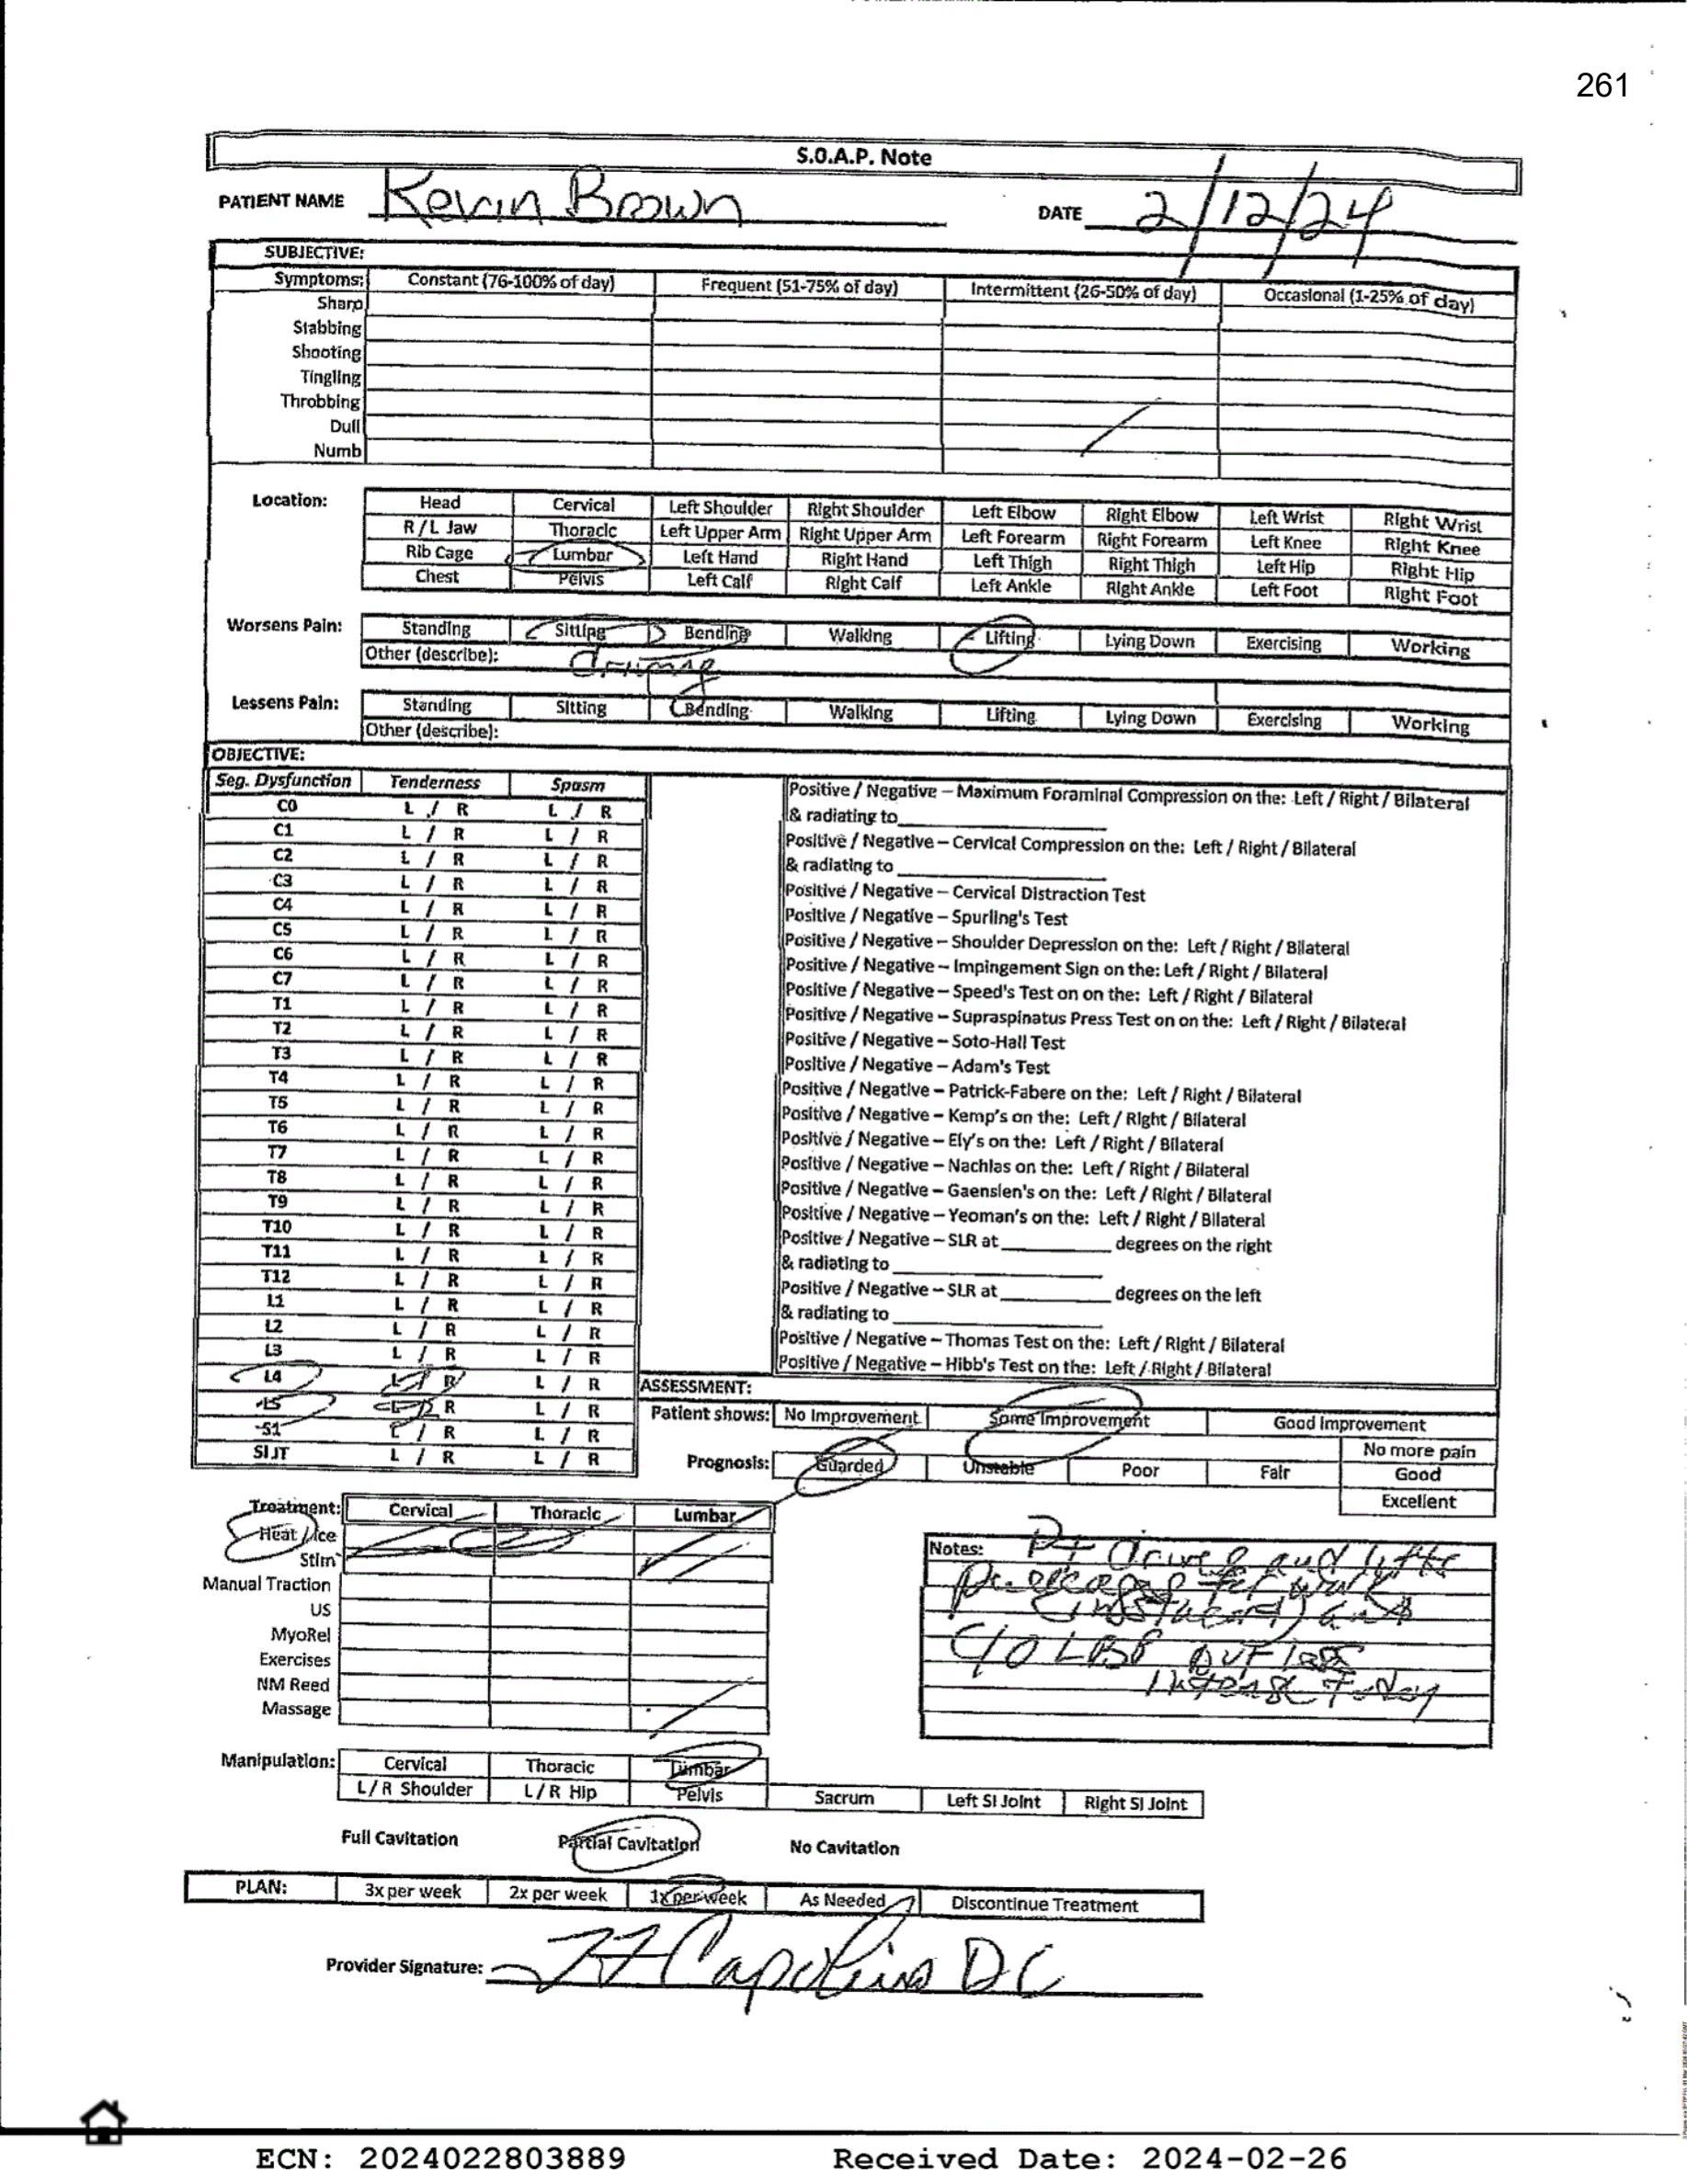 261
S.O.A.P. Note
PATIENT NAME Kevin Brown DATE 2/12/24
SUBJECTIVE:
Symptoms: Constant (76-100% of day) Frequent (51-75% of day) Intermittent (26-50% of day) Occasional (1-25% of day)
Sharp
Stabbing
Shooting
Tingling
Throbbing
Dull
Numb
Location: Head Cervical Left Shoulder Right Shoulder Left Elbow Right Elbow Left Wrist Right Wrist
R / L Jaw Thoracic Left Upper Arm Right Upper Arm Left Forearm Right Forearm Left Knee Right Knee
Rib Cage Lumbar Left Hand Right Hand Left Thigh Right Thigh Left Hip Right Hip
Chest Pelvis Left Calf Right Calf Left Ankle Right Ankle Left Foot Right Foot
Worsens Pain: Standing Sitting Bending Walking Lifting Lying Down Exercising Working
Other (describe): driving
Lessens Pain: Standing Sitting Bending Walking Lifting Lying Down Exercising Working
Other (describe):
OBJECTIVE:
Seg. Dysfunction Tenderness Spasm
C0 L / R L / R
C1 L / R L / R
C2 L / R L / R
C3 L / R L / R
C4 L / R L / R
C5 L / R L / R
C6 L / R L / R
C7 L / R L / R
T1 L / R L / R
T2 L / R L / R
T3 L / R L / R
T4 L / R L / R
T5 L / R L / R
T6 L / R L / R
T7 L / R L / R
T8 L / R L / R
T9 L / R L / R
T10 L / R L / R
T11 L / R L / R
T12 L / R L / R
L1 L / R L / R
L2 L / R L / R
L3 L / R L / R
L4 L / R L / R
L5 L / R L / R
S1 L / R L / R
SI JT L / R L / R
Positive / Negative – Maximum Foraminal Compression on the: Left / Right / Bilateral
& radiating to
Positive / Negative – Cervical Compression on the: Left / Right / Bilateral
& radiating to
Positive / Negative – Cervical Distraction Test
Positive / Negative – Spurling's Test
Positive / Negative – Shoulder Depression on the: Left / Right / Bilateral
Positive / Negative – Impingement Sign on the: Left / Right / Bilateral
Positive / Negative – Speed's Test on on the: Left / Right / Bilateral
Positive / Negative – Supraspinatus Press Test on on the: Left / Right / Bilateral
Positive / Negative – Soto-Hall Test
Positive / Negative – Adam's Test
Positive / Negative – Patrick-Fabere on the: Left / Right / Bilateral
Positive / Negative – Kemp's on the: Left / Right / Bilateral
Positive / Negative – Ely's on the: Left / Right / Bilateral
Positive / Negative – Nachlas on the: Left / Right / Bilateral
Positive / Negative – Gaenslen's on the: Left / Right / Bilateral
Positive / Negative – Yeoman's on the: Left / Right / Bilateral
Positive / Negative – SLR at degrees on the right
& radiating to
Positive / Negative – SLR at degrees on the left
& radiating to
Positive / Negative – Thomas Test on the: Left / Right / Bilateral
Positive / Negative – Hibb's Test on the: Left / Right / Bilateral
ASSESSMENT:
Patient shows: No Improvement Some Improvement Good Improvement
No more pain
Prognosis: Guarded Unstable Poor Fair Good
Excellent
Treatment: Cervical Thoracic Lumbar
Heat / Ice
Stim
Manual Traction
US
MyoRel
Exercises
NM Reed
Massage
Notes: Pt drives and lifts
for work
and
C/O LBP but less
intense today
Manipulation: Cervical Thoracic Lumbar
L / R Shoulder L / R Hip Pelvis Sacrum Left SI Joint Right SI Joint
Full Cavitation Partial Cavitation No Cavitation
PLAN: 3x per week 2x per week 1x per week As Needed Discontinue Treatment
Provider Signature: DC
ECN: 2024022803889 Received Date: 2024-02-26